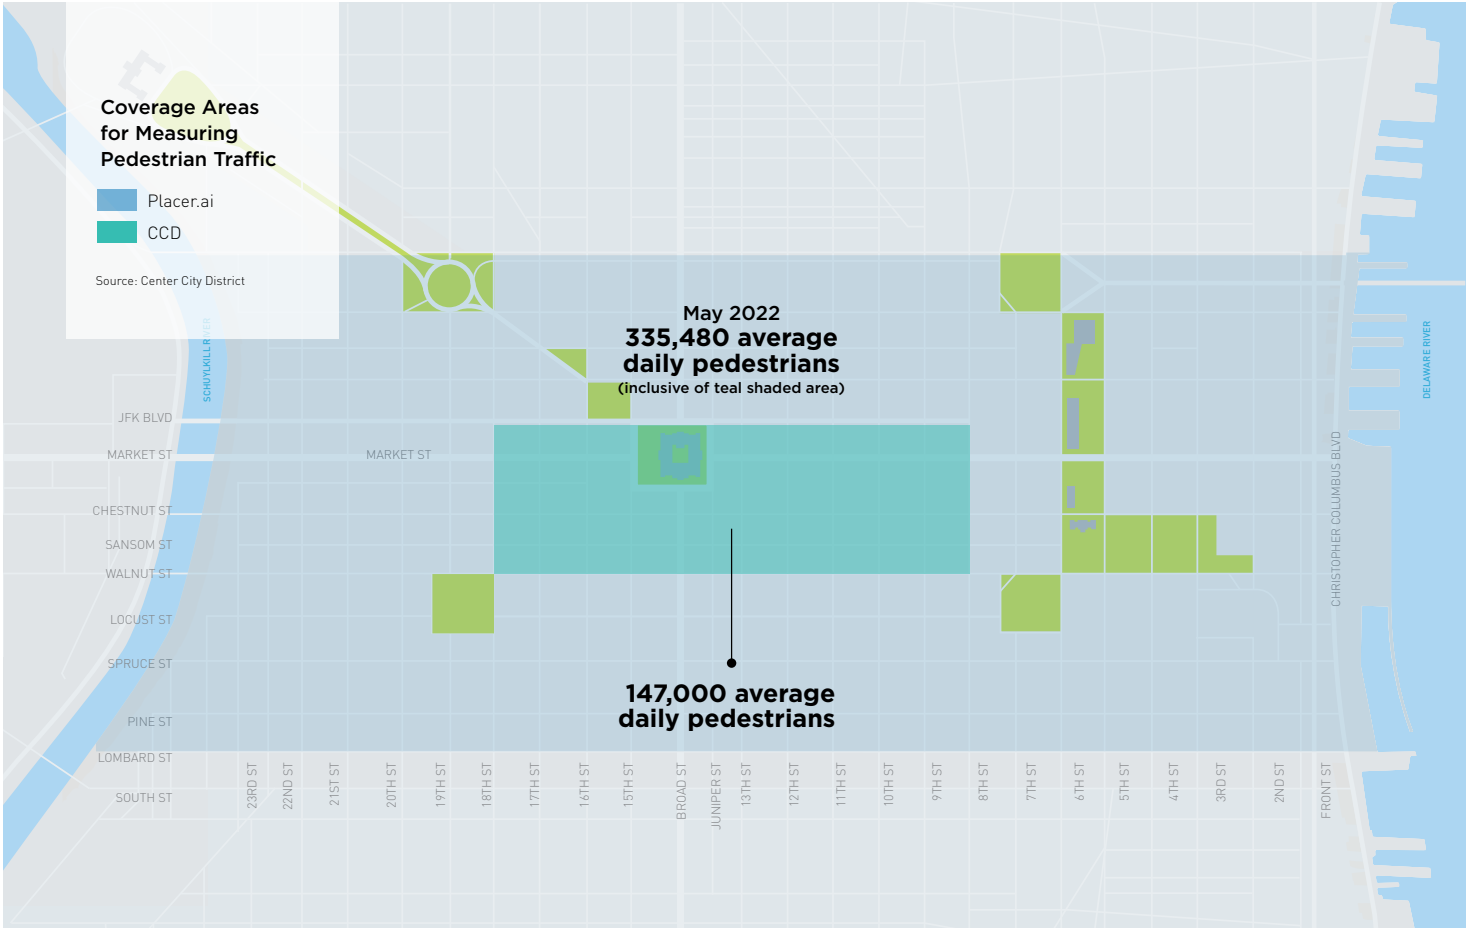 Coverage Areas
for Measuring
Pedestrian Traffic
Placer.ai
CCD
Source: Center City District
May 2022
335,480 average
daily pedestrians
(inclusive of teal shaded area)
147,000 average
daily pedestrians
SCHUYLKILL RIVER
DELAWARE RIVER
CHRISTOPHER COLUMBUS BLVD
JFK BLVD
MARKET ST
MARKET ST
CHESTNUT ST
SANSOM ST
WALNUT ST
LOCUST ST
SPRUCE ST
PINE ST
LOMBARD ST
SOUTH ST
23RD ST
22ND ST
21ST ST
20TH ST
19TH ST
18TH ST
17TH ST
16TH ST
15TH ST
BROAD ST
JUNIPER ST
13TH ST
12TH ST
11TH ST
10TH ST
9TH ST
8TH ST
7TH ST
6TH ST
5TH ST
4TH ST
3RD ST
2ND ST
FRONT ST